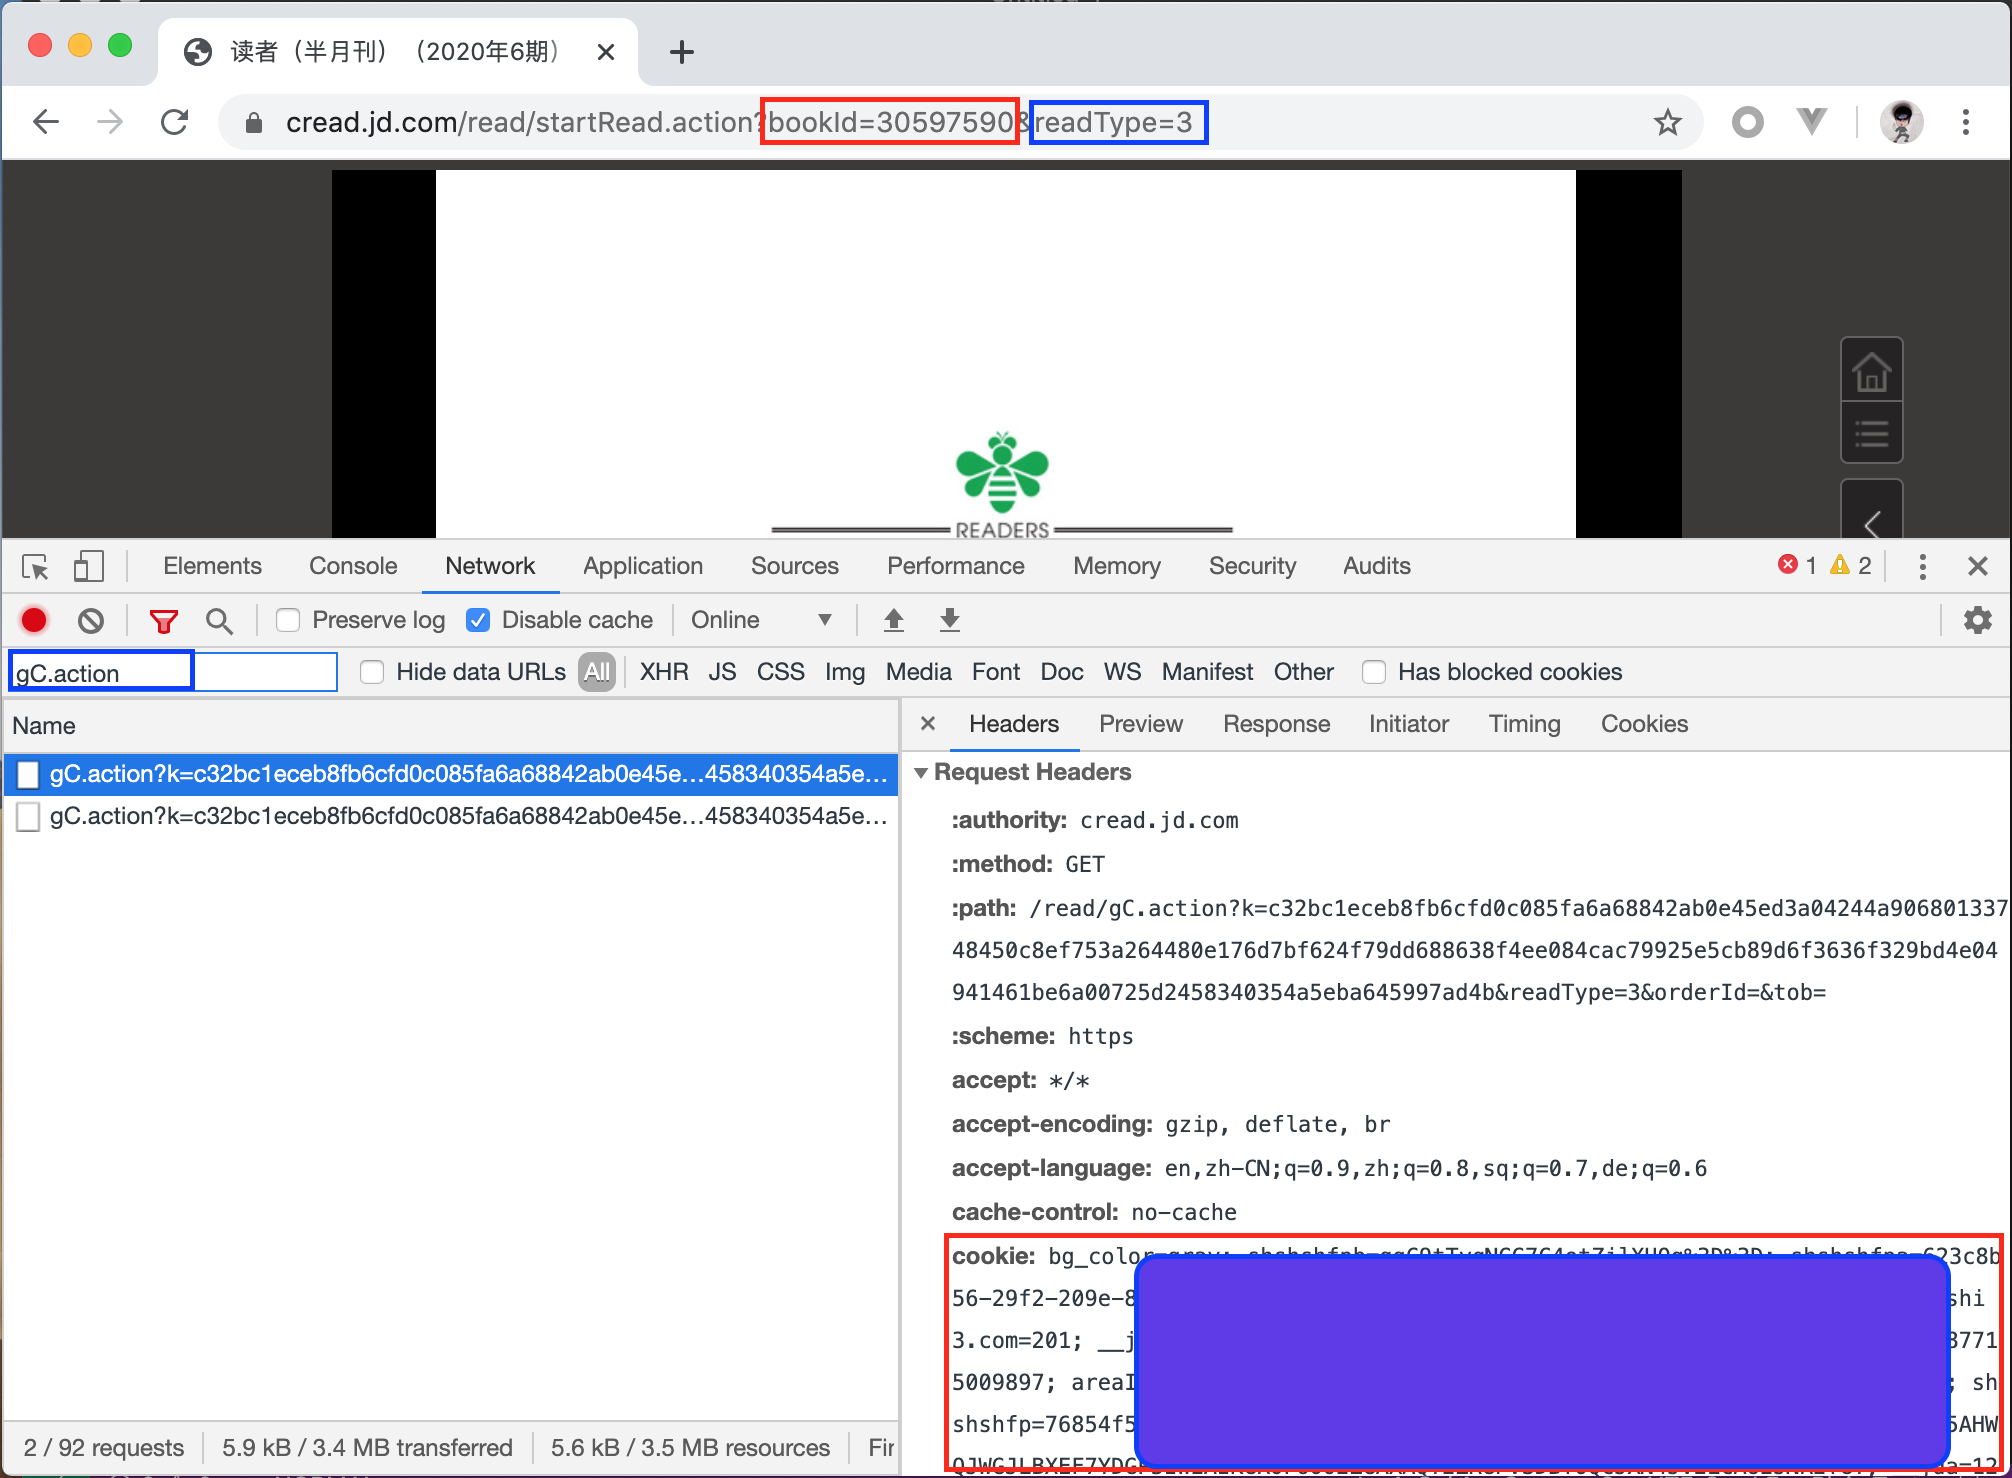 读者（半月刊）（2020年6期）
cread.jd.com/read/startRead.action?bookId=30597590&readType=3
READERS
Elements Console Network Application Sources Performance Memory Security Audits 1 2
Preserve log Disable cache Online
gC.action Hide data URLs All XHR JS CSS Img Media Font Doc WS Manifest Other Has blocked cookies
Name
Headers Preview Response Initiator Timing Cookies
gC.action?k=c32bc1eceb8fb6cfd0c085fa6a68842ab0e45e...458340354a5e...
gC.action?k=c32bc1eceb8fb6cfd0c085fa6a68842ab0e45e...458340354a5e...
Request Headers
:authority: cread.jd.com
:method: GET
:path: /read/gC.action?k=c32bc1eceb8fb6cfd0c085fa6a68842ab0e45ed3a04244a906801337
48450c8ef753a264480e176d7bf624f79dd688638f4ee084cac79925e5cb89d6f3636f329bd4e04
941461be6a00725d2458340354a5eba645997ad4b&readType=3&orderId=&tob=
:scheme: https
accept: */*
accept-encoding: gzip, deflate, br
accept-language: en,zh-CN;q=0.9,zh;q=0.8,sq;q=0.7,de;q=0.6
cache-control: no-cache
cookie: bg_colo 23c8b
56-29f2-209e-8 shi
3.com=201; __j 3771
5009897; areaI ; sh
shshfp=76854f5 5AHW
2 / 92 requests 5.9 kB / 3.4 MB transferred 5.6 kB / 3.5 MB resources Fir